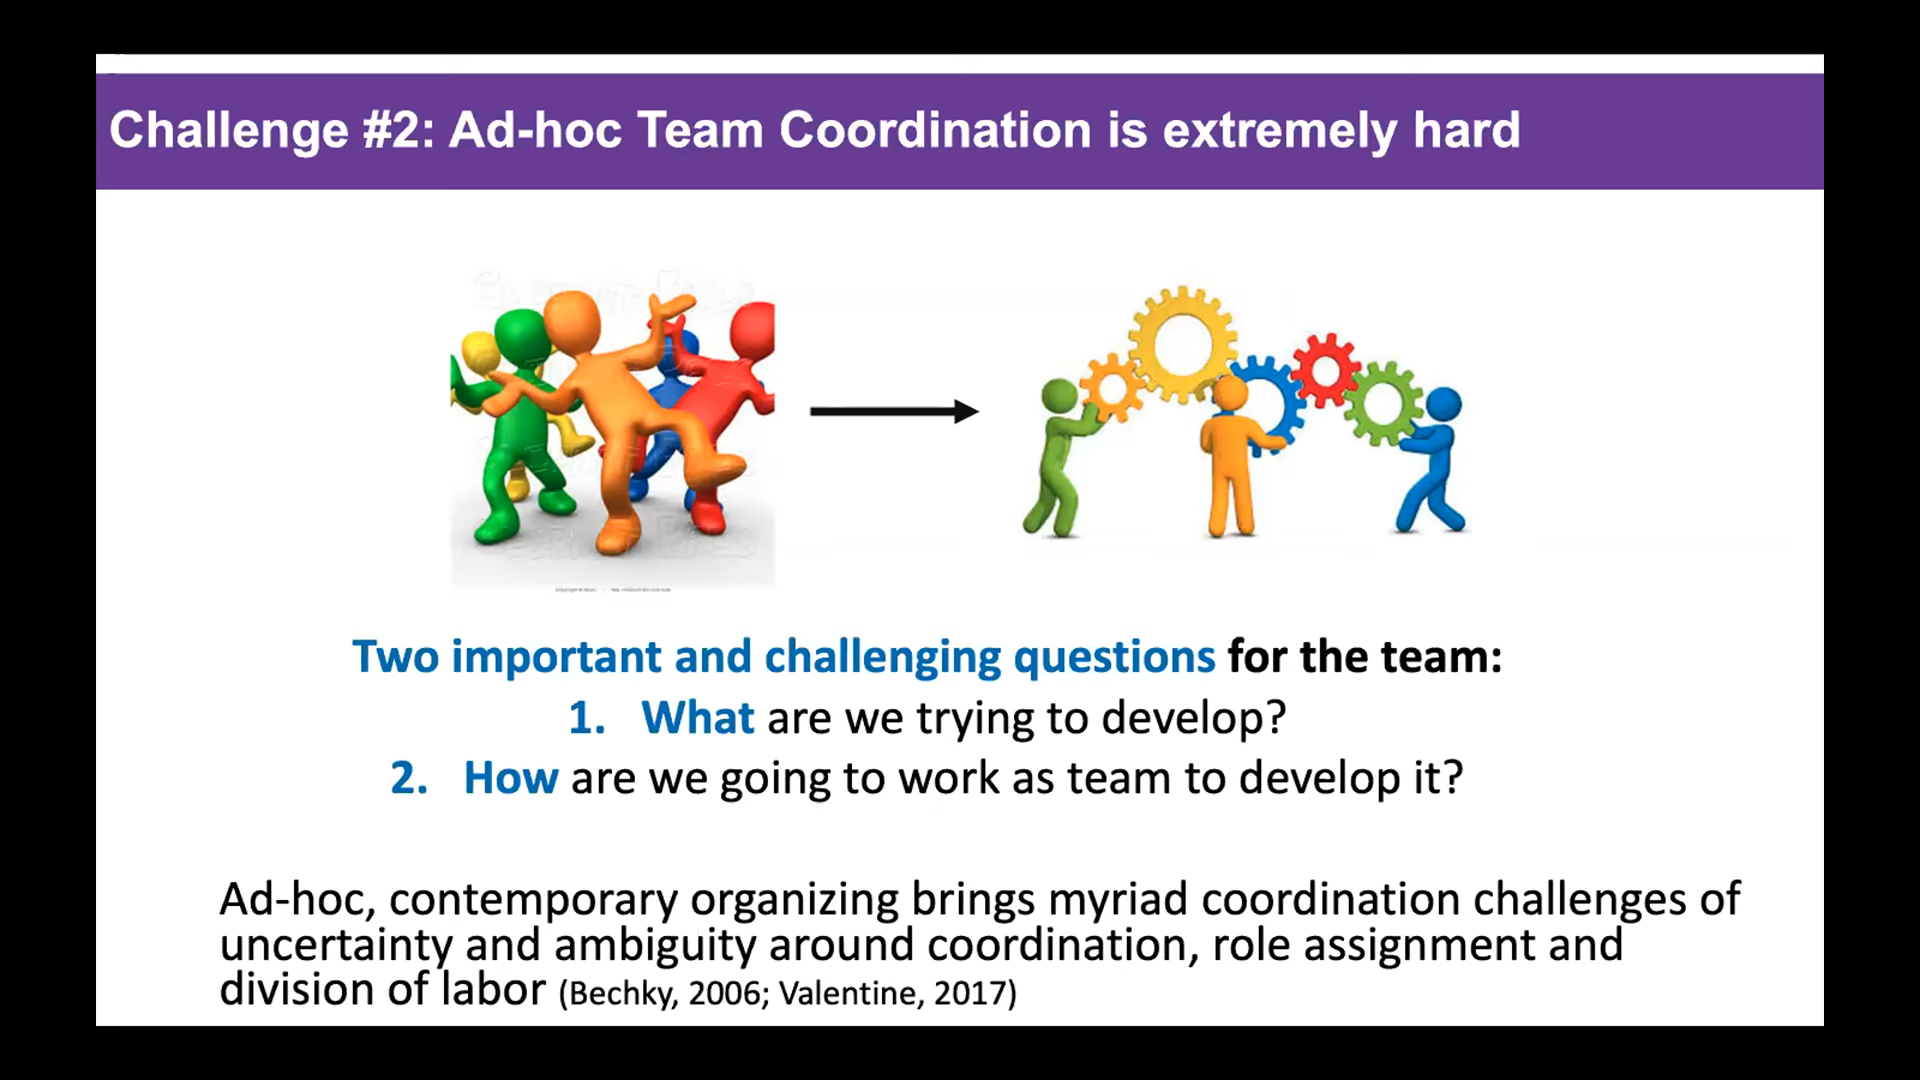 Challenge #2: Ad-hoc Team Coordination is extremely hard
Two important and challenging questions for the team:
1. What are we trying to develop?
2. How are we going to work as team to develop it?
Ad-hoc, contemporary organizing brings myriad coordination challenges of
uncertainty and ambiguity around coordination, role assignment and
division of labor (Bechky, 2006; Valentine, 2017)